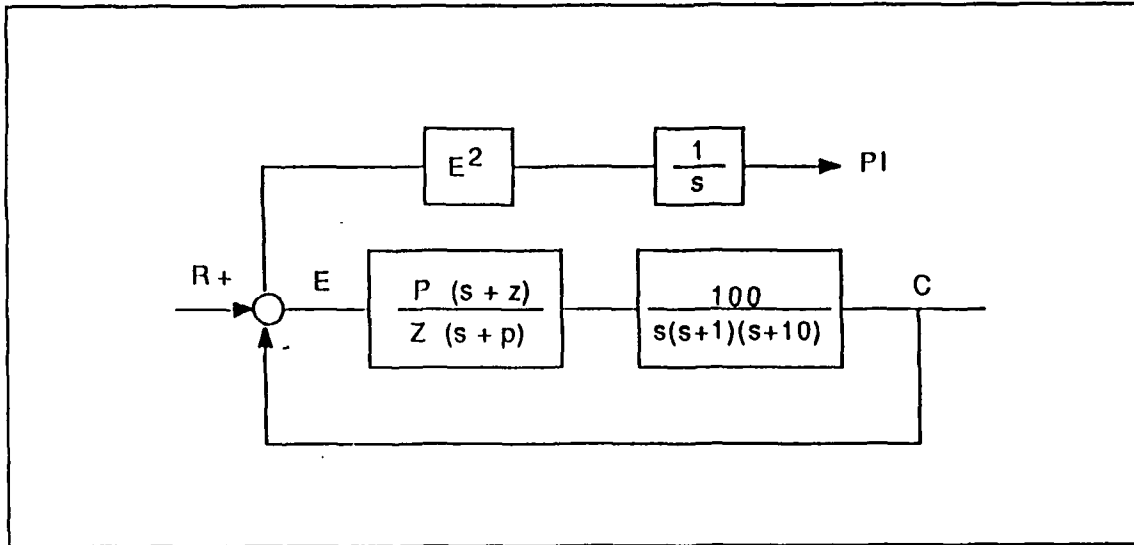 E²
1
s
PI
R +
E
P (s + z)
Z (s + p)
100
s(s+1)(s+10)
C
-